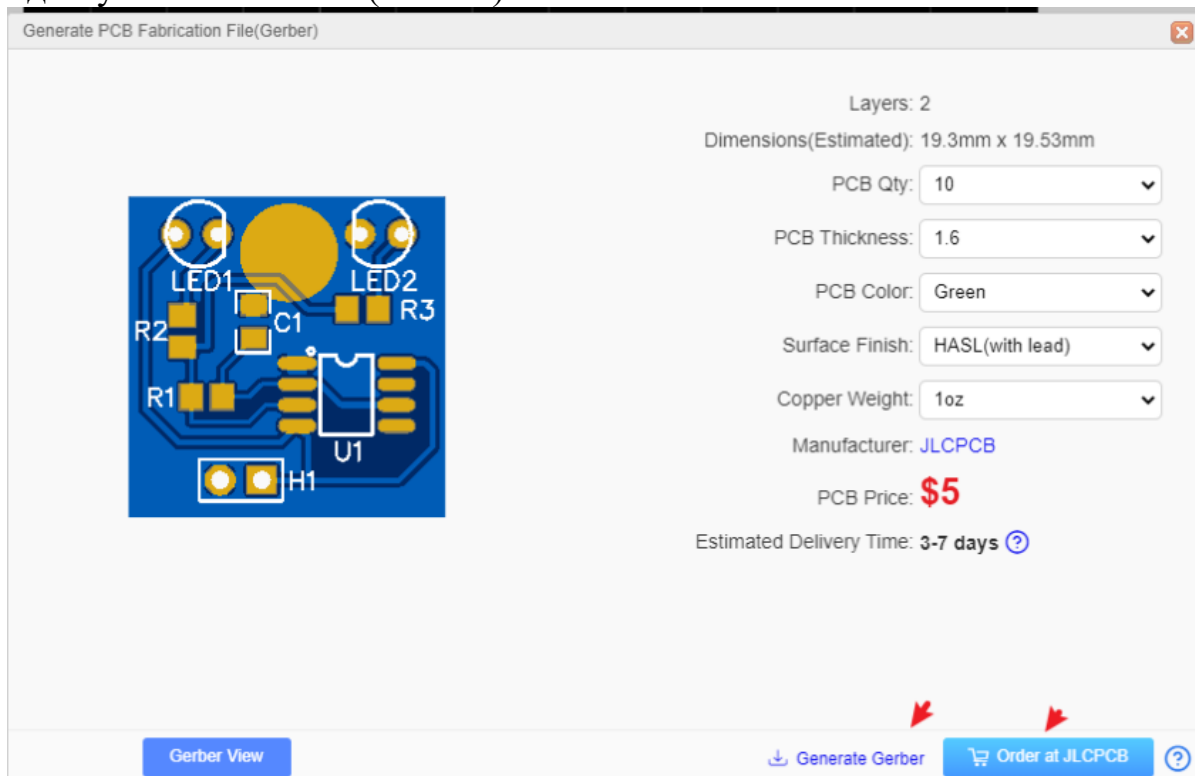 Generate PCB Fabrication File(Gerber)
Layers: 2
Dimensions(Estimated): 19.3mm x 19.53mm
PCB Qty: 10
PCB Thickness: 1.6
PCB Color: Green
Surface Finish: HASL(with lead)
Copper Weight: 1oz
Manufacturer: JLCPCB
PCB Price: $5
Estimated Delivery Time: 3-7 days ?
LED1 LED2
R2 C1 R3
R1
U1
H1
Gerber View
Generate Gerber
Order at JLCPCB
?